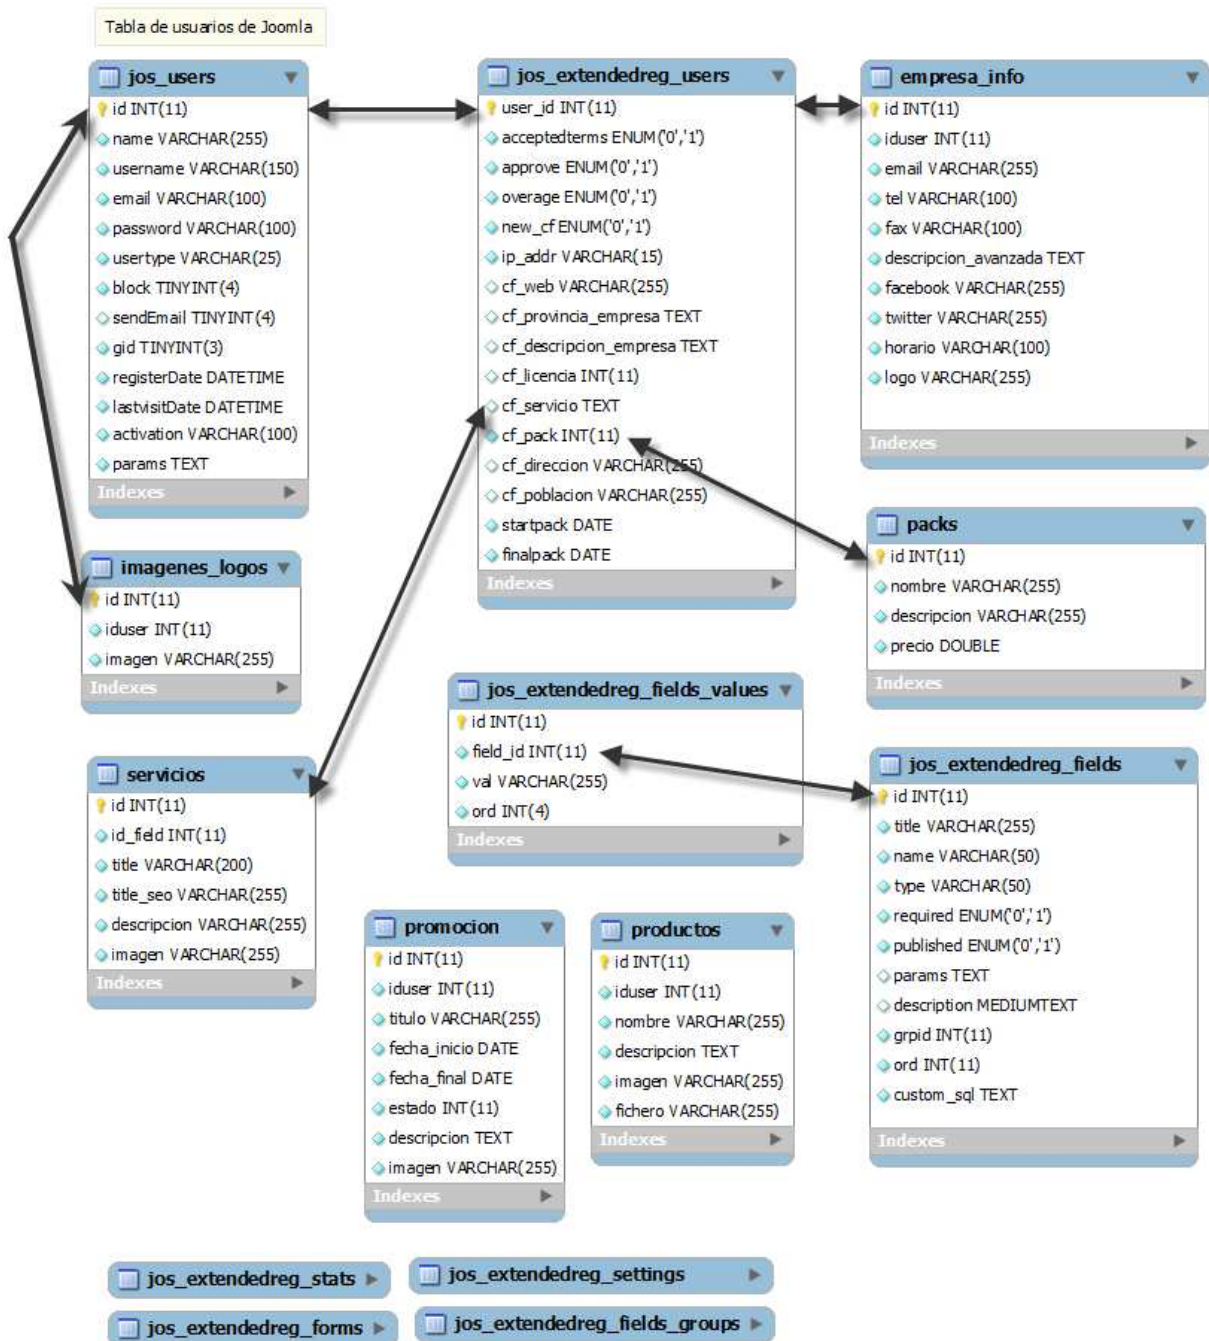 Tabla de usuarios de Joomla
jos_users
id INT(11)
name VARCHAR(255)
username VARCHAR(150)
email VARCHAR(100)
password VARCHAR(100)
usertype VARCHAR(25)
block TINYINT(4)
sendEmail TINYINT(4)
gid TINYINT(3)
registerDate DATETIME
lastvisitDate DATETIME
activation VARCHAR(100)
params TEXT
Indexes
jos_extendedreg_users
user_id INT(11)
acceptedterms ENUM('0','1')
approve ENUM('0','1')
overage ENUM('0','1')
new_cf ENUM('0','1')
ip_addr VARCHAR(15)
cf_web VARCHAR(255)
cf_provincia_empresa TEXT
cf_descripcion_empresa TEXT
cf_licencia INT(11)
cf_servicio TEXT
cf_pack INT(11)
cf_direccion VARCHAR(255)
cf_poblacion VARCHAR(255)
startpack DATE
finalpack DATE
Indexes
empresa_info
id INT(11)
iduser INT(11)
email VARCHAR(255)
tel VARCHAR(100)
fax VARCHAR(100)
descripcion_avanzada TEXT
facebook VARCHAR(255)
twitter VARCHAR(255)
horario VARCHAR(100)
logo VARCHAR(255)
Indexes
imagenes_logos
id INT(11)
iduser INT(11)
imagen VARCHAR(255)
Indexes
packs
id INT(11)
nombre VARCHAR(255)
descripcion VARCHAR(255)
precio DOUBLE
Indexes
servicios
id INT(11)
id_field INT(11)
title VARCHAR(200)
title_seo VARCHAR(255)
descripcion VARCHAR(255)
imagen VARCHAR(255)
Indexes
jos_extendedreg_fields_values
id INT(11)
field_id INT(11)
val VARCHAR(255)
ord INT(4)
Indexes
jos_extendedreg_fields
id INT(11)
title VARCHAR(255)
name VARCHAR(50)
type VARCHAR(50)
required ENUM('0','1')
published ENUM('0','1')
params TEXT
description MEDIUMTEXT
grpid INT(11)
ord INT(11)
custom_sql TEXT
Indexes
promocion
id INT(11)
iduser INT(11)
titulo VARCHAR(255)
fecha_inicio DATE
fecha_final DATE
estado INT(11)
descripcion TEXT
imagen VARCHAR(255)
Indexes
productos
id INT(11)
iduser INT(11)
nombre VARCHAR(255)
descripcion TEXT
imagen VARCHAR(255)
fichero VARCHAR(255)
Indexes
jos_extendedreg_stats
jos_extendedreg_settings
jos_extendedreg_forms
jos_extendedreg_fields_groups